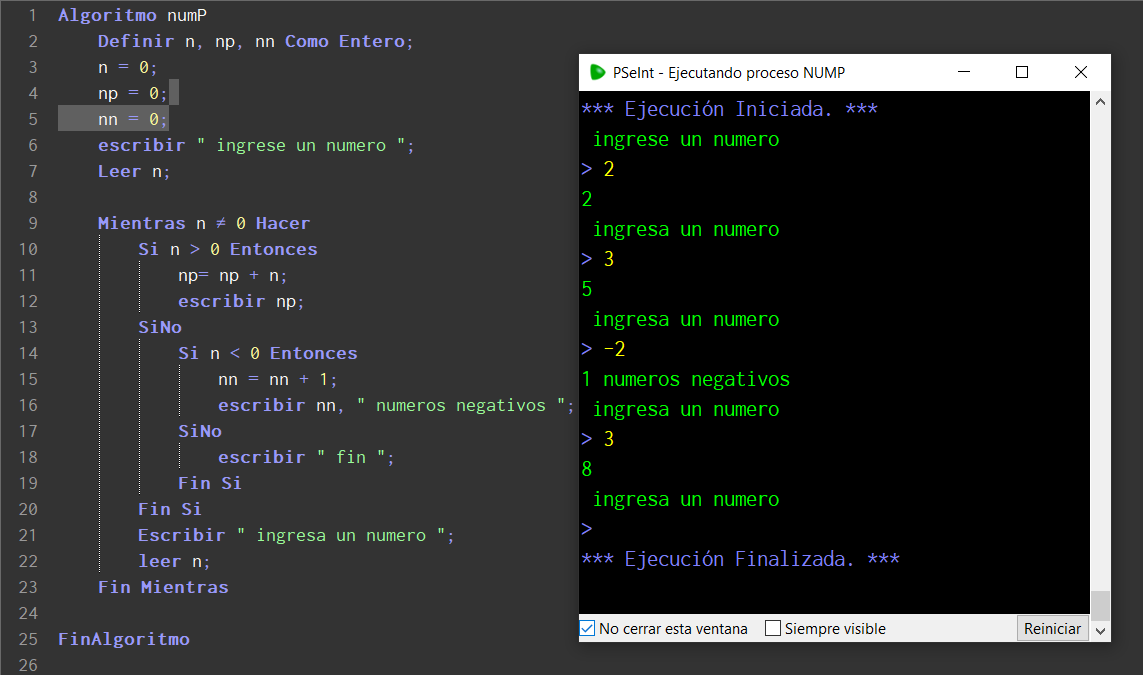 1 Algoritmo numP
2 Definir n, np, nn Como Entero;
3 n = 0;
4 np = 0;
5 nn = 0;
6 escribir " ingrese un numero ";
7 Leer n;
8
9 Mientras n ≠ 0 Hacer
10 Si n > 0 Entonces
11 np= np + n;
12 escribir np;
13 SiNo
14 Si n < 0 Entonces
15 nn = nn + 1;
16 escribir nn, " numeros negativos ";
17 SiNo
18 escribir " fin ";
19 Fin Si
20 Fin Si
21 Escribir " ingresa un numero ";
22 leer n;
23 Fin Mientras
24
25 FinAlgoritmo
26
PSeInt - Ejecutando proceso NUMP
*** Ejecución Iniciada. ***
ingrese un numero
> 2
2
ingresa un numero
> 3
5
ingresa un numero
> -2
1 numeros negativos
ingresa un numero
> 3
8
ingresa un numero
>
*** Ejecución Finalizada. ***
No cerrar esta ventana Siempre visible Reiniciar